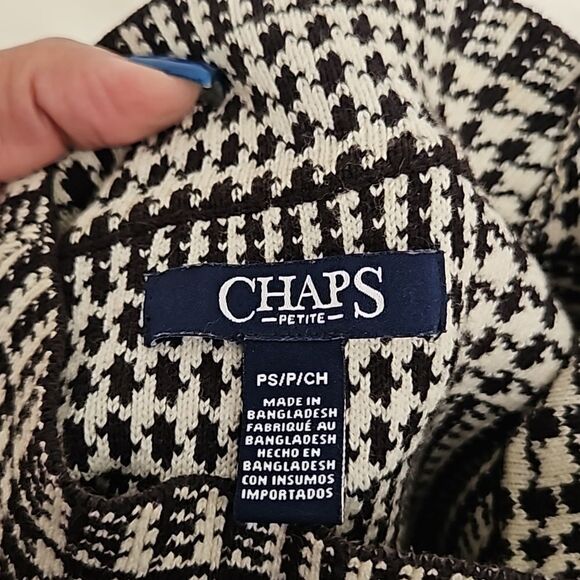 CHAPS
PETITE
PS/P/CH
MADE IN
BANGLADESH
FABRIQUÉ AU
BANGLADESH
HECHO EN
BANGLADESH
CON INSUMOS
IMPORTADOS